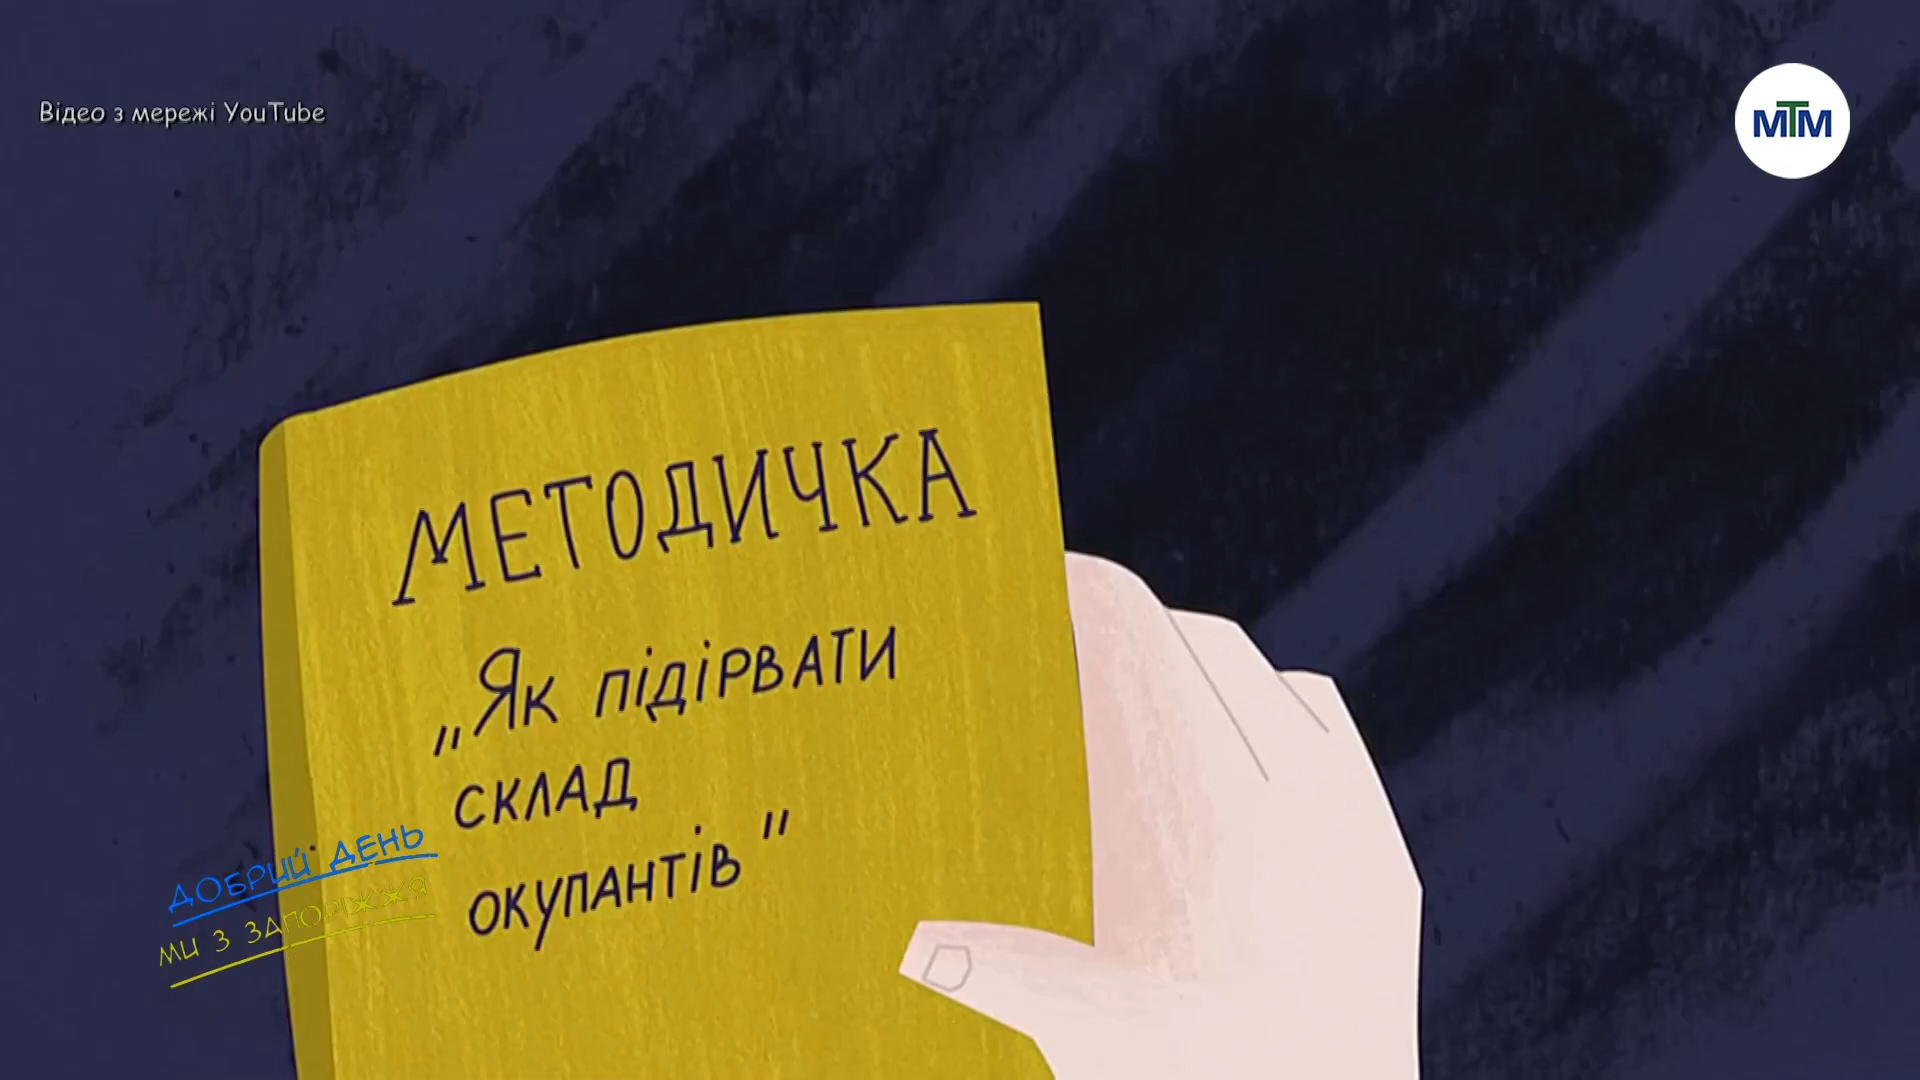 Відео з мережі YouTube
МТМ
МЕТОДИЧКА
„Як підірвати
склад
окупантів"
ДОБРИЙ ДЕНЬ
МИ З ЗАПОРІЖЖЯ